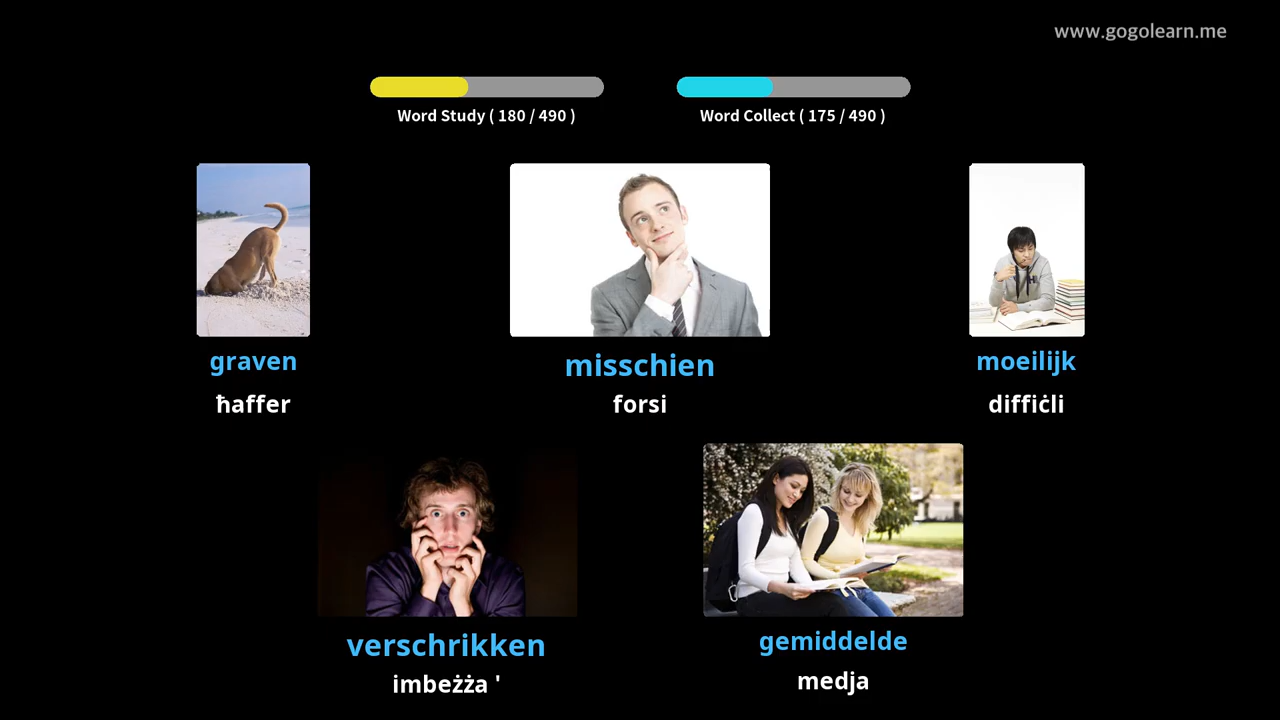 www.gogolearn.me
Word Study ( 180 / 490 )
Word Collect ( 175 / 490 )
graven
misschien
moeilijk
ħaffer
forsi
diffiċli
verschrikken
gemiddelde
imbeżża '
medja